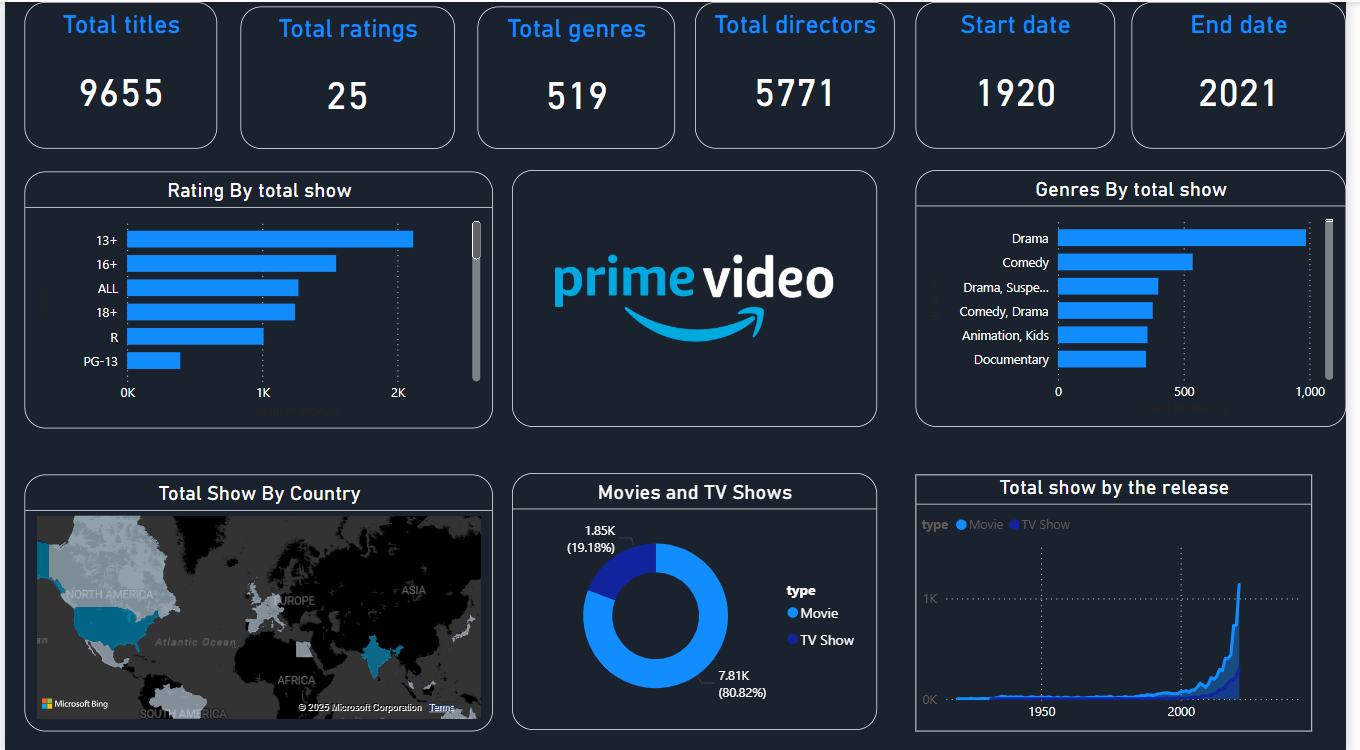 Total titles
9655
Total ratings
25
Total genres
519
Total directors
5771
Start date
1920
End date
2021
Rating By total show
13+
16+
ALL
18+
R
PG-13
0K
1K
2K
prime video
Genres By total show
Drama
Comedy
Drama, Suspe...
Comedy, Drama
Animation, Kids
Documentary
0
500
1,000
Total Show By Country
NORTH AMERICA
EUROPE
ASIA
an
Atlantic Ocean
AFRICA
SOUTH AMERICA
Microsoft Bing
© 2025 Microsoft Corporation Terms
Movies and TV Shows
1.85K
(19.18%)
type
Movie
TV Show
7.81K
(80.82%)
Total show by the release
type Movie TV Show
1K
0K
1950
2000